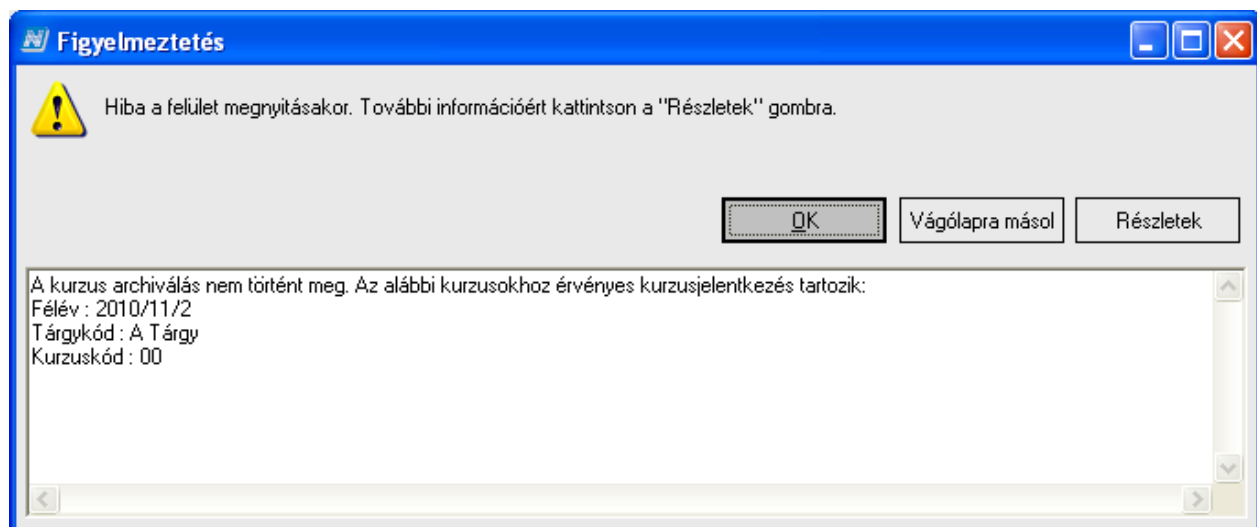 Figyelmeztetés
Hiba a felület megnyitásakor. További információért kattintson a "Részletek" gombra.
OK
Vágólapra másol
Részletek
A kurzus archiválás nem történt meg. Az alábbi kurzusokhoz érvényes kurzusjelentkezés tartozik:
Félév : 2010/11/2
Tárgykód : A Tárgy
Kurzuskód : 00